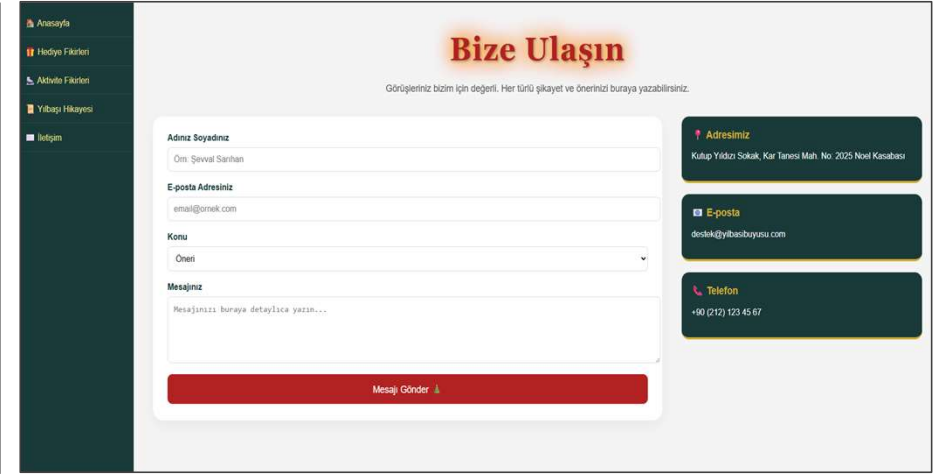 Anasayfa
Hediye Fikirleri
Aktivite Fikirleri
Yılbaşı Hikayesi
İletişim
Bize Ulaşın
Görüşleriniz bizim için değerli. Her türlü şikayet ve önerinizi buraya yazabilirsiniz.
Adınız Soyadınız
Örn: Şevval Sarıhan
E-posta Adresiniz
email@ornek.com
Konu
Öneri
Mesajınız
Mesajınızı buraya detaylıca yazın...
Mesajı Gönder
Adresimiz
Kutup Yıldızı Sokak, Kar Tanesi Mah. No: 2025 Noel Kasabası
E-posta
destek@yilbasibuyusu.com
Telefon
+90 (212) 123 45 67